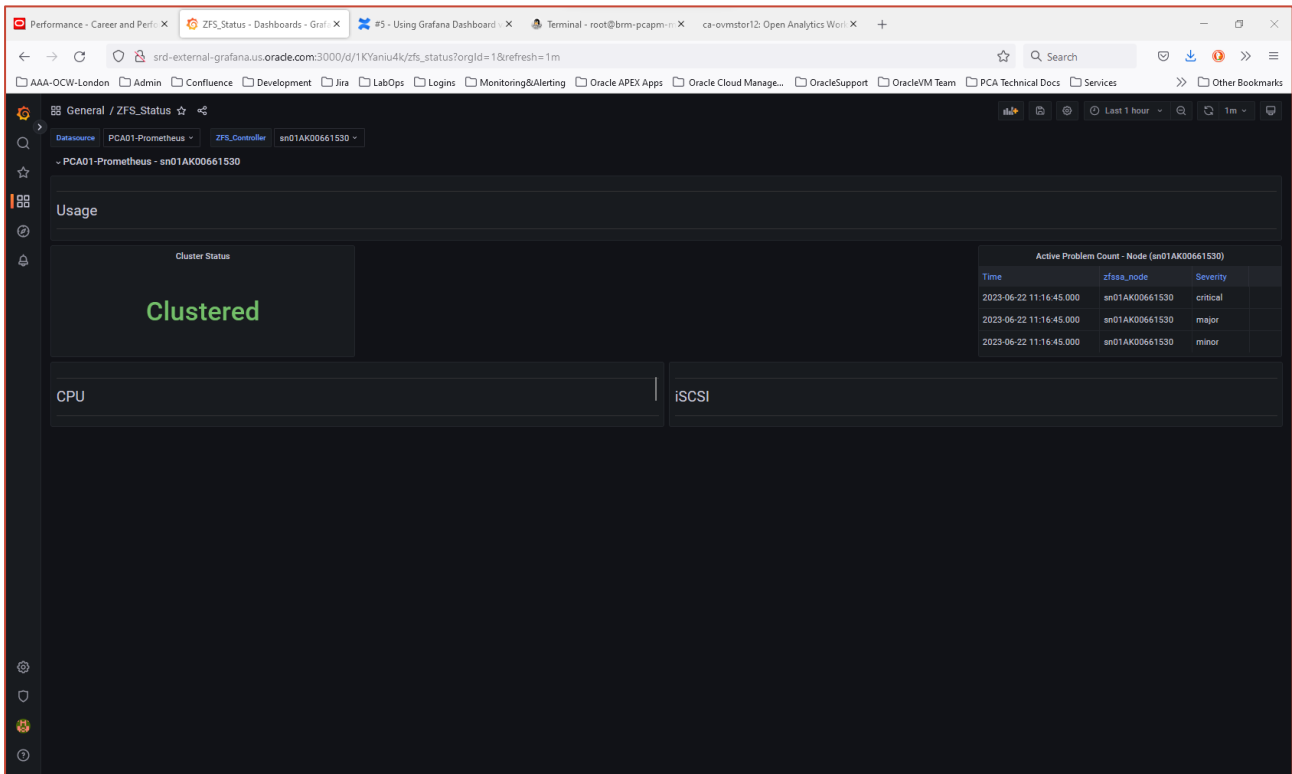 Performance - Career and Perfo
ZFS_Status - Dashboards - Graf
#5 - Using Grafana Dashboard
Terminal - root@brm-pcapm-m
ca-ovmstor12: Open Analytics Worl
srd-external-grafana.us.oracle.com:3000/d/1KYaniu4k/zfs_status?orgId=1&refresh=1m
Search
AAA-OCW-London Admin Confluence Development Jira LabOps Logins Monitoring&Alerting Oracle APEX Apps Oracle Cloud Manage... OracleSupport OracleVM Team PCA Technical Docs Services Other Bookmarks
General / ZFS_Status
Last 1 hour 1m
Datasource PCA01-Prometheus ZFS_Controller sn01AK00661530
PCA01-Prometheus - sn01AK00661530
Usage
Cluster Status
Clustered
Active Problem Count - Node (sn01AK00661530)
Time zfssa_node Severity
2023-06-22 11:16:45.000 sn01AK00661530 critical
2023-06-22 11:16:45.000 sn01AK00661530 major
2023-06-22 11:16:45.000 sn01AK00661530 minor
CPU
iSCSI